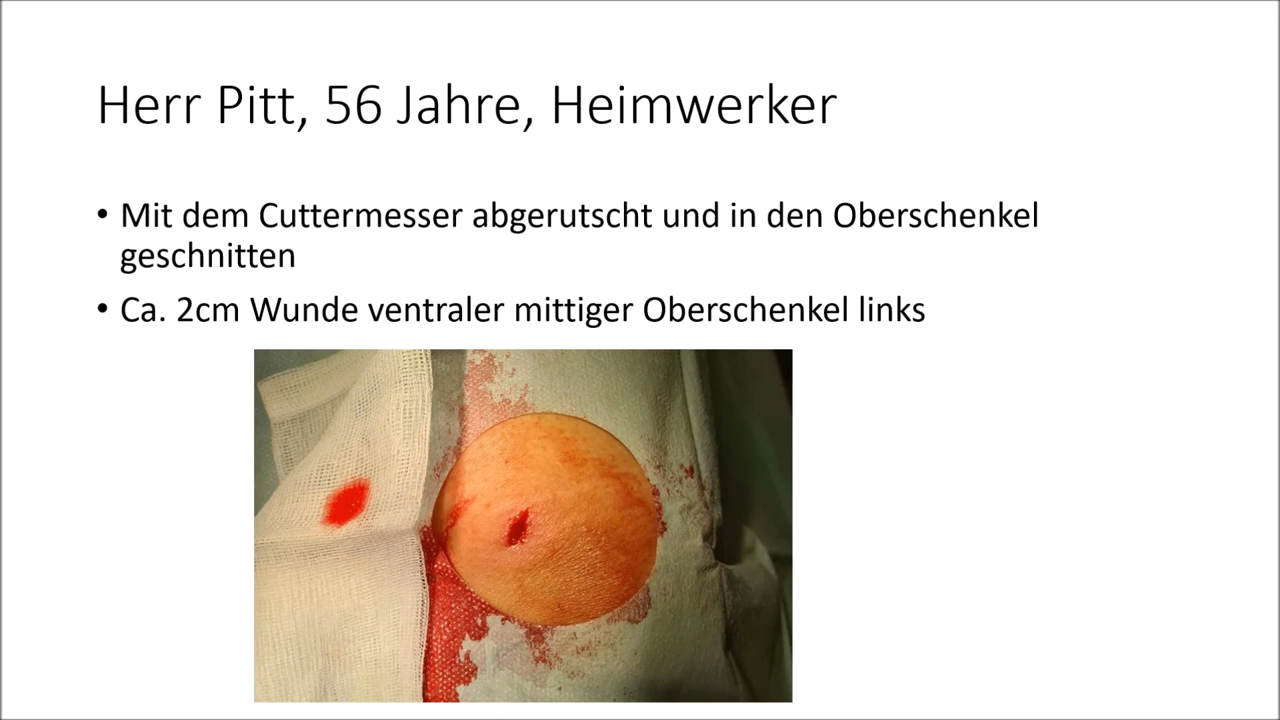 Herr Pitt, 56 Jahre, Heimwerker
• Mit dem Cuttermesser abgerutscht und in den Oberschenkel
geschnitten
• Ca. 2cm Wunde ventraler mittiger Oberschenkel links